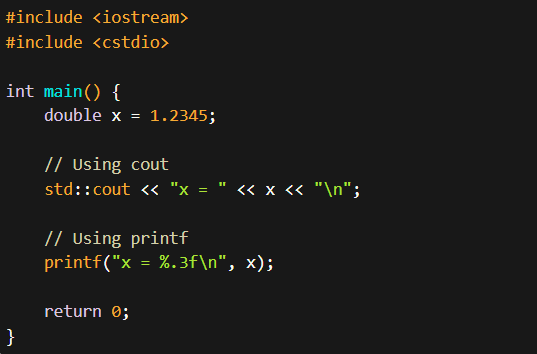 #include <iostream>
#include <cstdio>

int main() {
    double x = 1.2345;

    // Using cout
    std::cout << "x = " << x << "\n";

    // Using printf
    printf("x = %.3f\n", x);

    return 0;
}